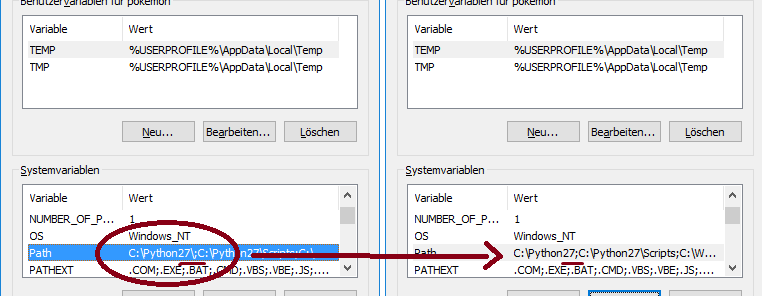 Benutzervariablen für pokemon
Variable Wert
TEMP %USERPROFILE%\AppData\Local\Temp
TMP %USERPROFILE%\AppData\Local\Temp
Neu... Bearbeiten... Löschen
Systemvariablen
Variable Wert
NUMBER_OF_P... 1
OS Windows_NT
Path C:\Python27\;C:\Python27\Scripts;C:\...
PATHEXT .COM;.EXE;.BAT;.CMD;.VBS;.VBE;.JS;....
Benutzervariablen für pokemon
Variable Wert
TEMP %USERPROFILE%\AppData\Local\Temp
TMP %USERPROFILE%\AppData\Local\Temp
Neu... Bearbeiten... Löschen
Systemvariablen
Variable Wert
NUMBER_OF_P... 1
OS Windows_NT
Path C:\Python27;C:\Python27\Scripts;C:\W...
PATHEXT .COM;.EXE;.BAT;.CMD;.VBS;.VBE;.JS;....